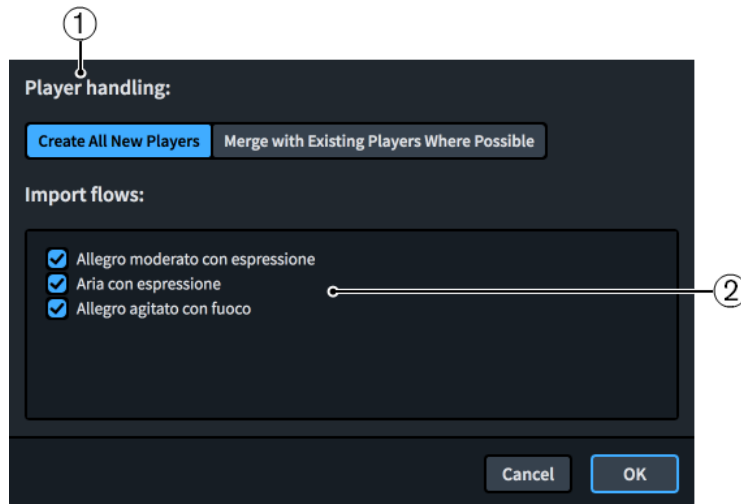 1
Player handling:
Create All New Players Merge with Existing Players Where Possible
Import flows:
Allegro moderato con espressione
Aria con espressione
2
Allegro agitato con fuoco
Cancel OK